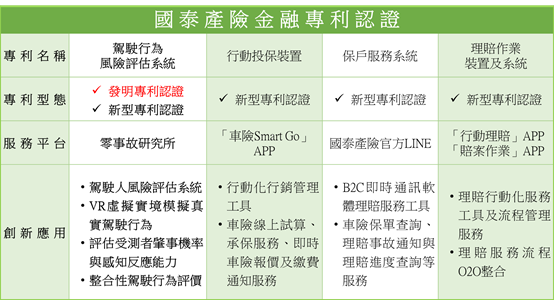 國泰產險金融專利認證
專利名稱
駕駛行為
風險評估系統
行動投保裝置
保戶服務系統
理賠作業
裝置及系統
專利型態
✓ 發明專利認證
✓ 新型專利認證
✓ 新型專利認證
✓ 新型專利認證
✓ 新型專利認證
服務平台
零事故研究所
「車險Smart Go」
APP
國泰產險官方LINE
「行動理賠」APP
「賠案作業」APP
創新應用
• 駕駛人風險評估系統
• VR虛擬實境模擬真
實駕駛行為
• 評估受測者肇事機率
與感知反應能力
• 整合性駕駛行為評價
• 行動化行銷管理
工具
• 車險線上試算、
承保服務、即時
車險報價及繳費
通知服務
• B2C即時通訊軟
體理賠服務工具
• 車險保單查詢、
理賠事故通知與
理賠進度查詢等
服務
• 理賠行動化服務
工具及流程管理
服務
• 理賠服務流程
O2O整合